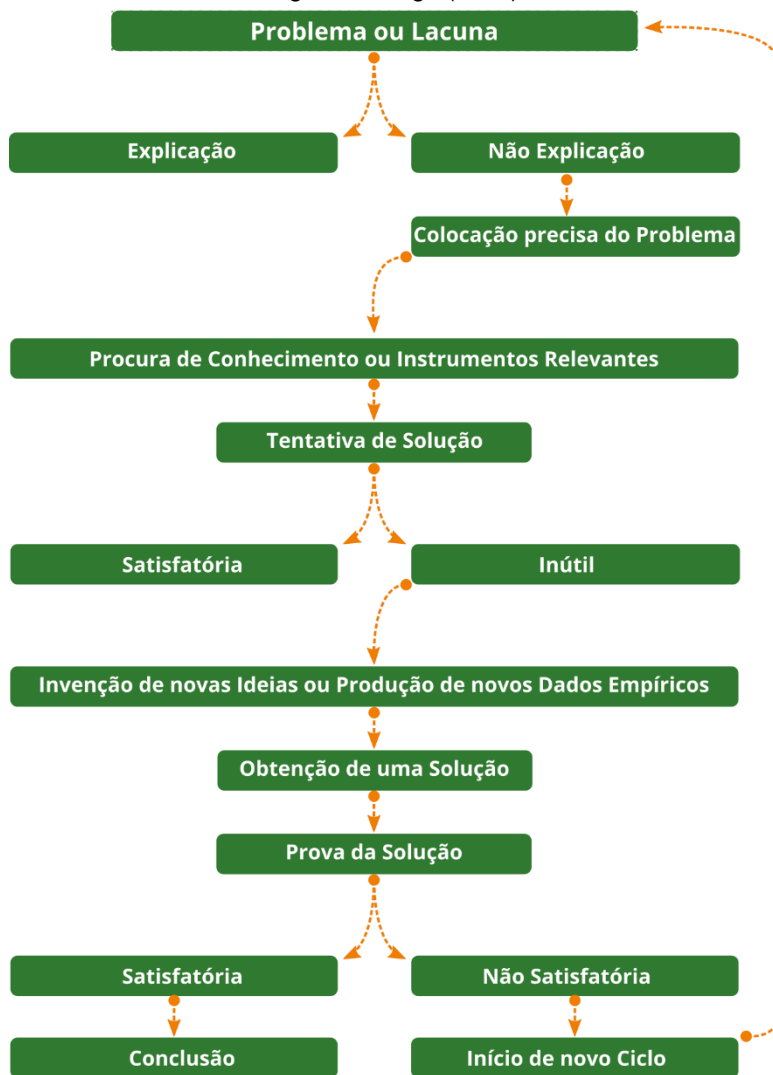 Problema ou Lacuna
Explicação
Não Explicação
Colocação precisa do Problema
Procura de Conhecimento ou Instrumentos Relevantes
Tentativa de Solução
Satisfatória
Inútil
Invenção de novas Ideias ou Produção de novos Dados Empíricos
Obtenção de uma Solução
Prova da Solução
Satisfatória
Não Satisfatória
Conclusão
Início de novo Ciclo